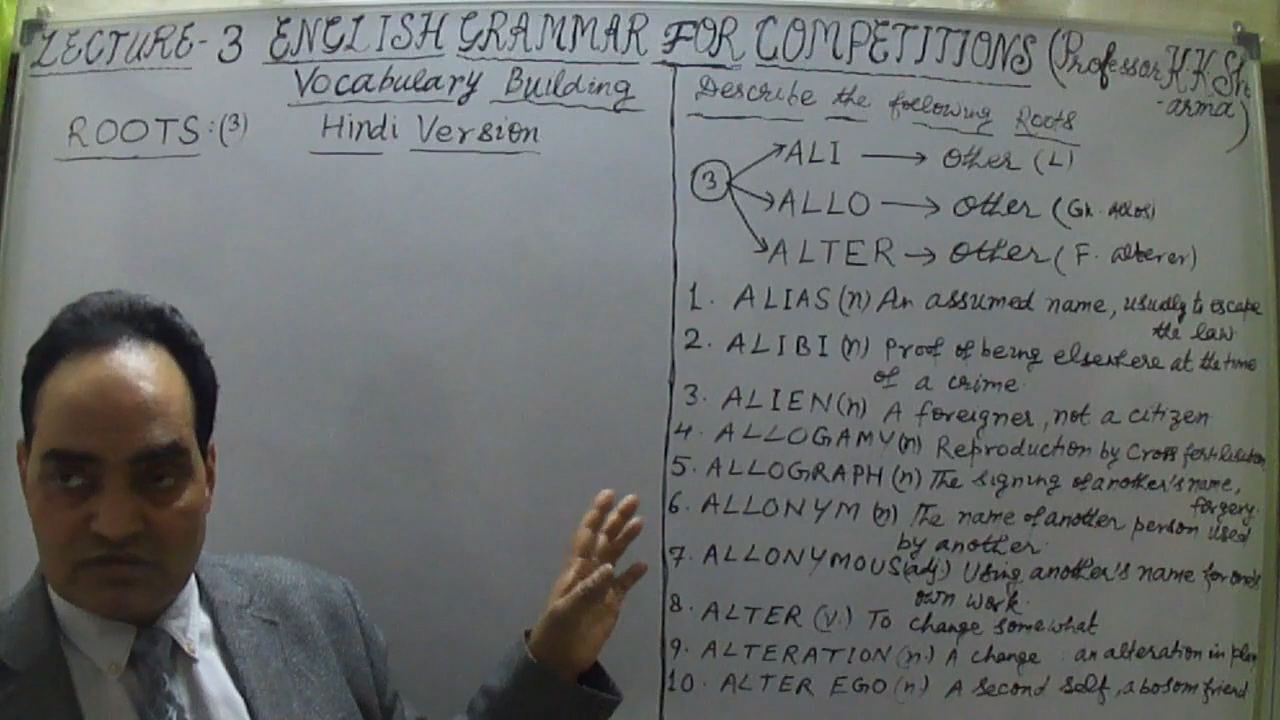 LECTURE-3 ENGLISH GRAMMAR FOR COMPETITIONS (Professor KKSh
-arma)
Vocabulary Building
ROOTS:(3) Hindi Version
Describe the following Roots
3
ALI → Other (L)
ALLO → Other (Gk. allos)
ALTER → Other (F. alterer)
1. ALIAS (n) An assumed name, usually to escape
the law.
2. ALIBI (n) Proof of being elsewhere at the time
of a crime.
3. ALIEN (n) A foreigner, not a citizen
4. ALLOGAMY (n) Reproduction by Cross fertilisation
5. ALLOGRAPH (n) The signing of another's name,
forgery.
6. ALLONYM (n) The name of another person used
by another.
7. ALLONYMOUS (adj) Using another's name for one's
own work.
8. ALTER (v.) To change somewhat
9. ALTERATION (n.) A change : an alteration in plan
10. ALTER EGO (n) A second self, a bosom friend